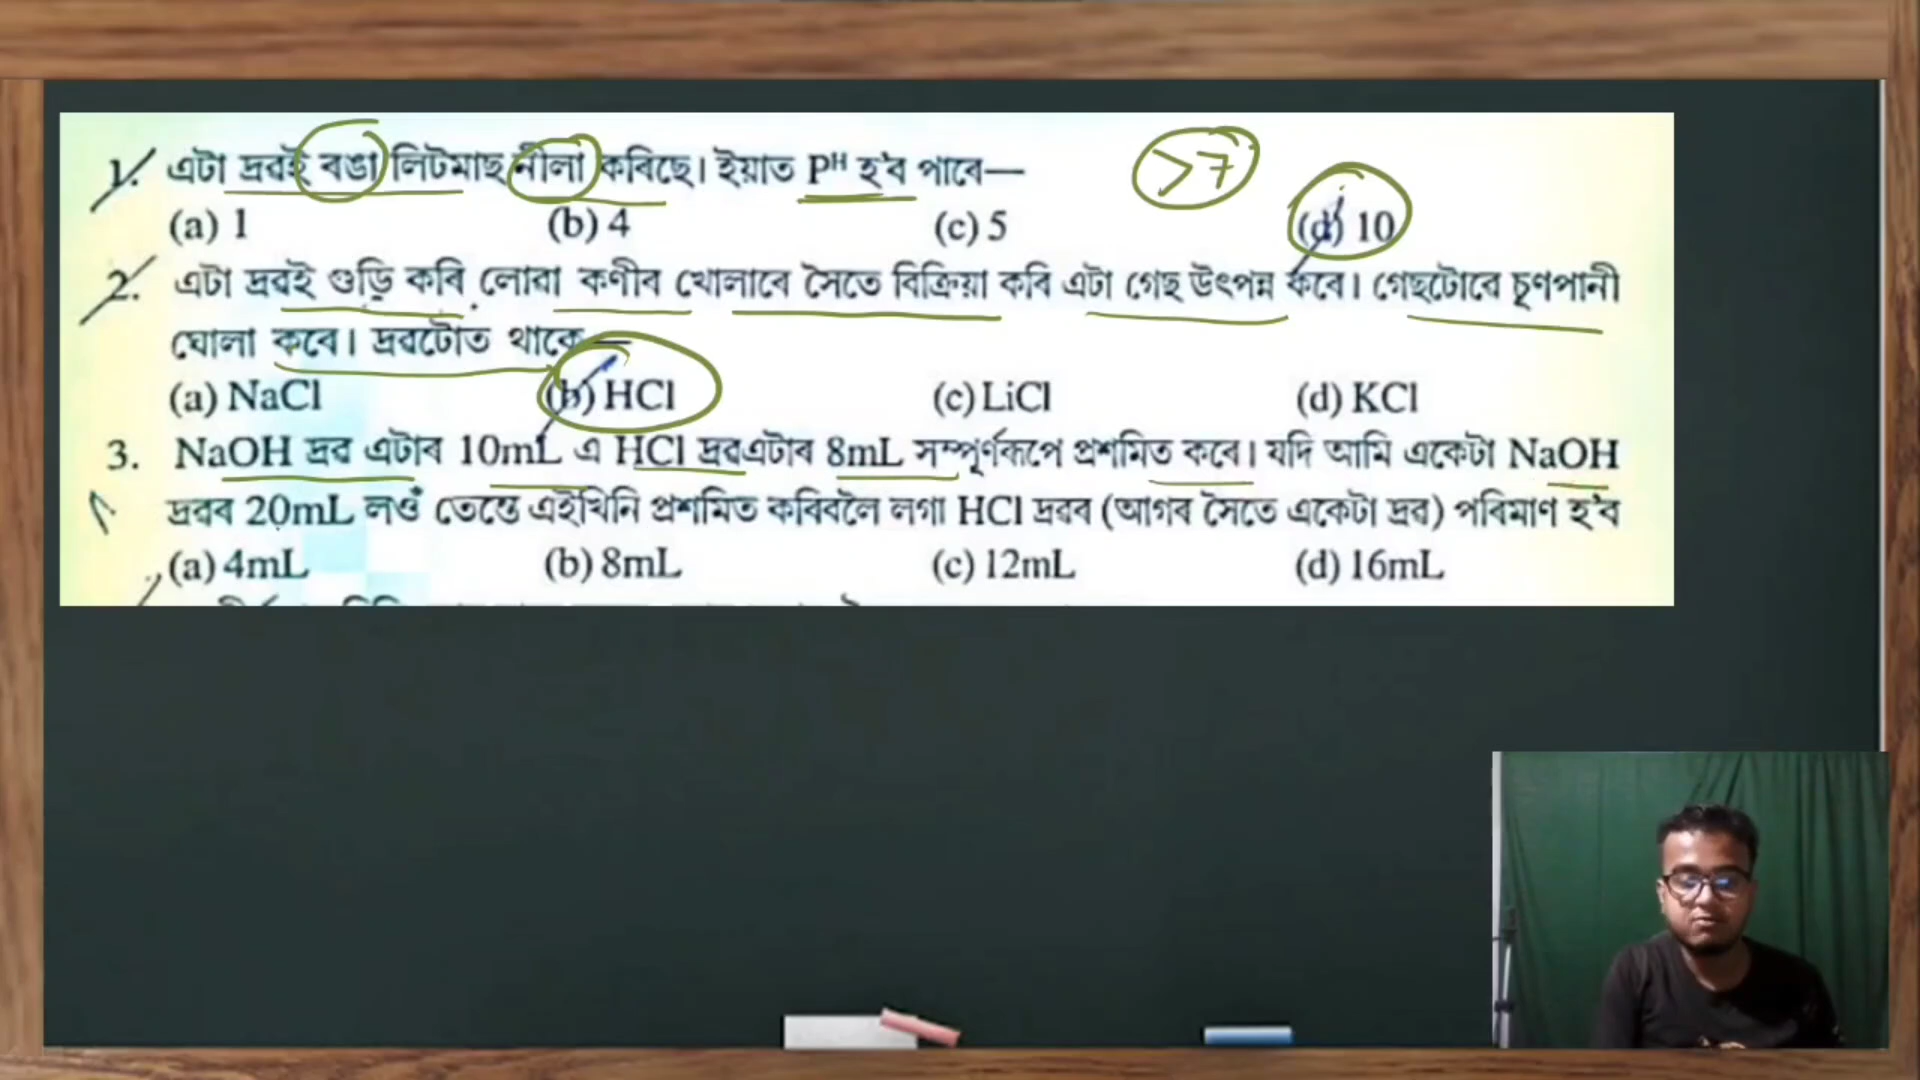 1. এটা দ্ৰৱই ৰঙা লিটমাছ নীলা কৰিছে। ইয়াত Pᴴ হ'ব পাৰে—
>7
(a) 1 (b) 4 (c) 5 (d) 10
2. এটা দ্ৰৱই গুড়ি কৰি লোৱা কণীৰ খোলাৰে সৈতে বিক্ৰিয়া কৰি এটা গেছ উৎপন্ন কৰে। গেছটোৱে চূণপানী
ঘোলা কৰে। দ্ৰৱটোত থাকে—
(a) NaCl (b) HCl (c) LiCl (d) KCl
3. NaOH দ্ৰৱ এটাৰ 10mL এ HCl দ্ৰৱএটাৰ 8mL সম্পূৰ্ণৰূপে প্ৰশমিত কৰে। যদি আমি একেটা NaOH
দ্ৰৱৰ 20mL লওঁ তেন্তে এইখিনি প্ৰশমিত কৰিবলৈ লগা HCl দ্ৰৱৰ (আগৰ সৈতে একেটা দ্ৰৱ) পৰিমাণ হ'ব
(a) 4mL (b) 8mL (c) 12mL (d) 16mL